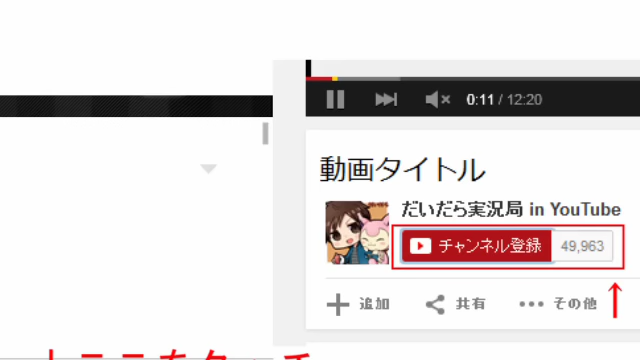 0:11 / 12:20
動画タイトル
だいだら実況局 in YouTube
チャンネル登録 49,963
追加 共有 その他